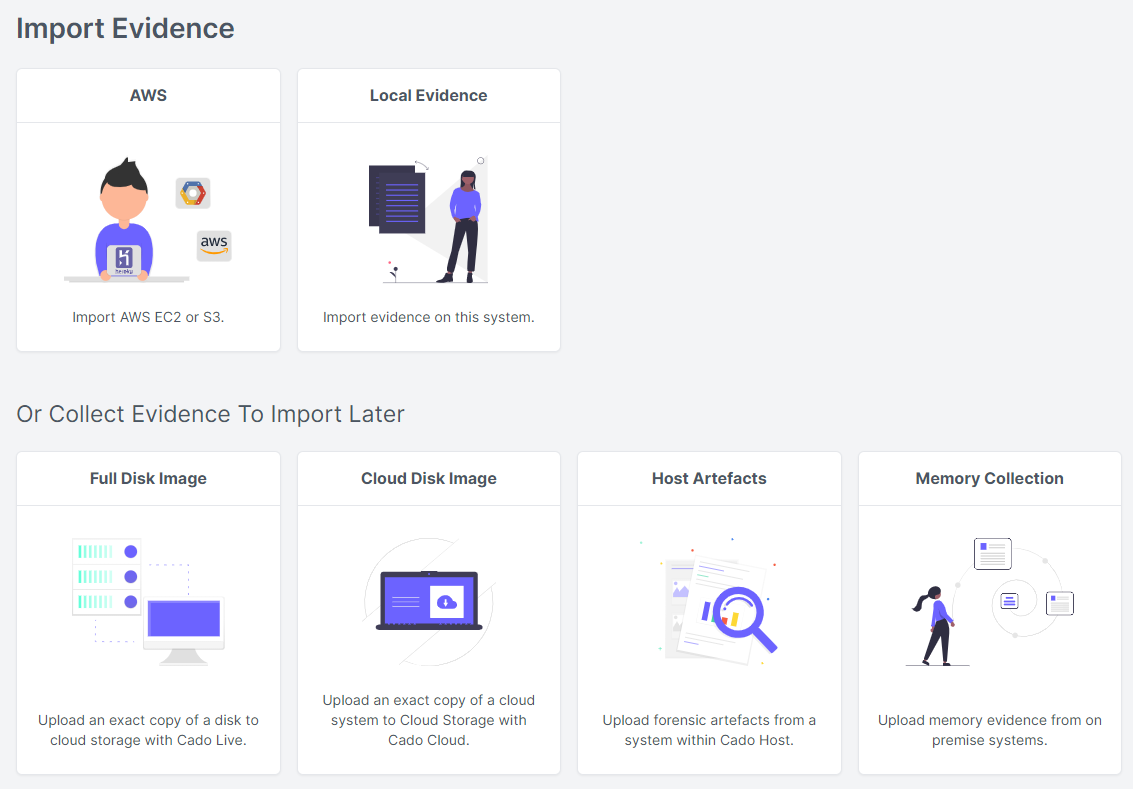 Import Evidence
AWS
Local Evidence
aws
heroku
Import AWS EC2 or S3.
Import evidence on this system.
Or Collect Evidence To Import Later
Full Disk Image
Cloud Disk Image
Host Artefacts
Memory Collection
Upload an exact copy of a disk to
cloud storage with Cado Live.
Upload an exact copy of a cloud
system to Cloud Storage with
Cado Cloud.
Upload forensic artefacts from a
system within Cado Host.
Upload memory evidence from on
premise systems.